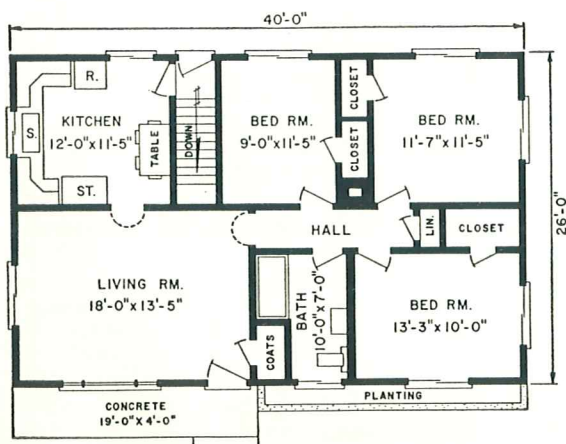 40'-0"
R.
KITCHEN
12'-0"x11'-5"
S.
TABLE
ST.
DOWN
BED RM.
9'-0"x11'-5"
CLOSET
CLOSET
BED RM.
11'-7"x11'-5"
26'-0"
HALL
LIN.
CLOSET
LIVING RM.
18'-0"x13'-5"
BATH
10'-0"x7'-0"
BED RM.
13'-3"x10'-0"
COATS
PLANTING
CONCRETE
19'-0"x4'-0"